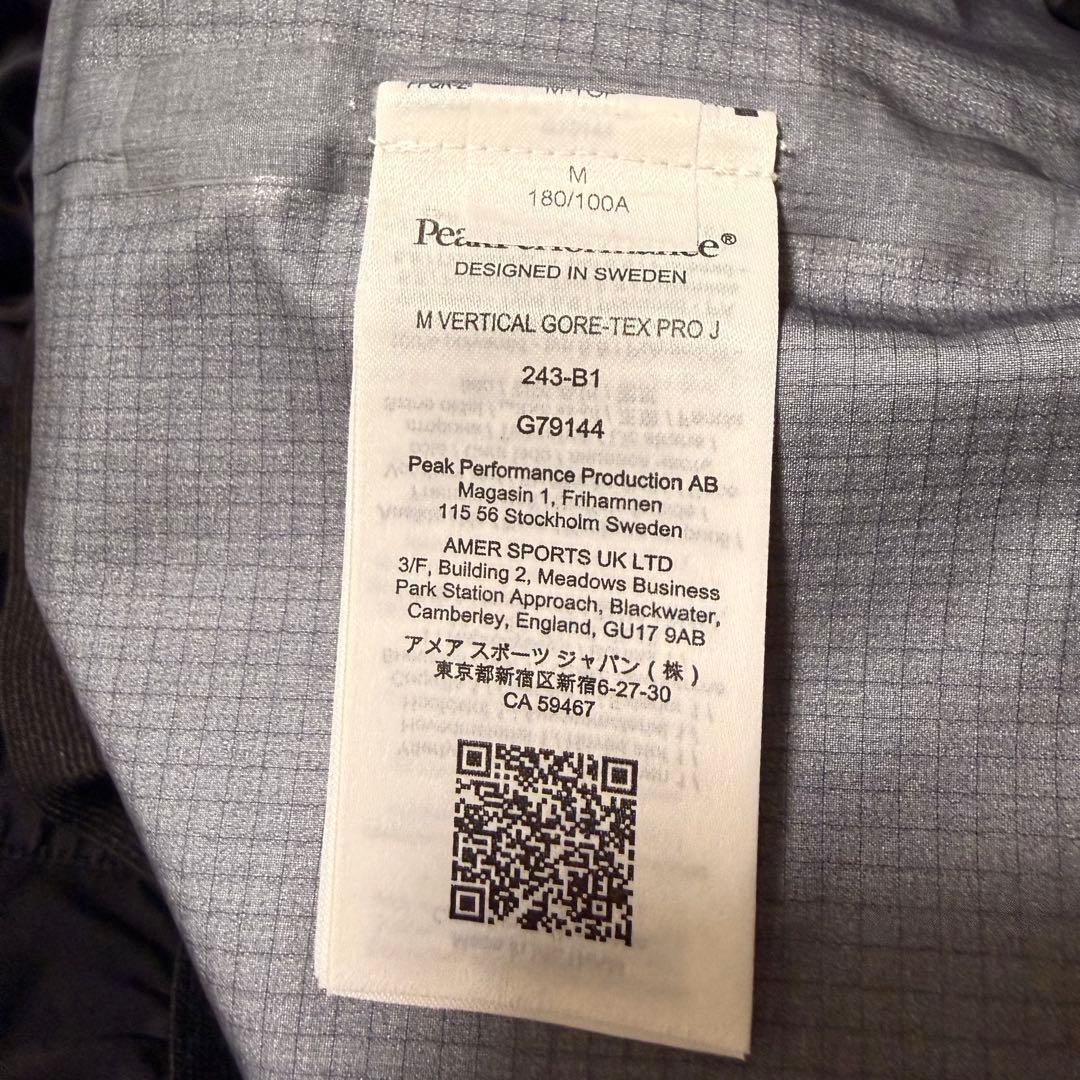 M
180/100A
PeakPerformance®
DESIGNED IN SWEDEN
M VERTICAL GORE-TEX PRO J
243-B1
G79144
Peak Performance Production AB
Magasin 1, Frihamnen
115 56 Stockholm Sweden
AMER SPORTS UK LTD
3/F, Building 2, Meadows Business
Park Station Approach, Blackwater,
Camberley, England, GU17 9AB
アメア スポーツ ジャパン ( 株 )
東京都新宿区新宿6-27-30
CA 59467